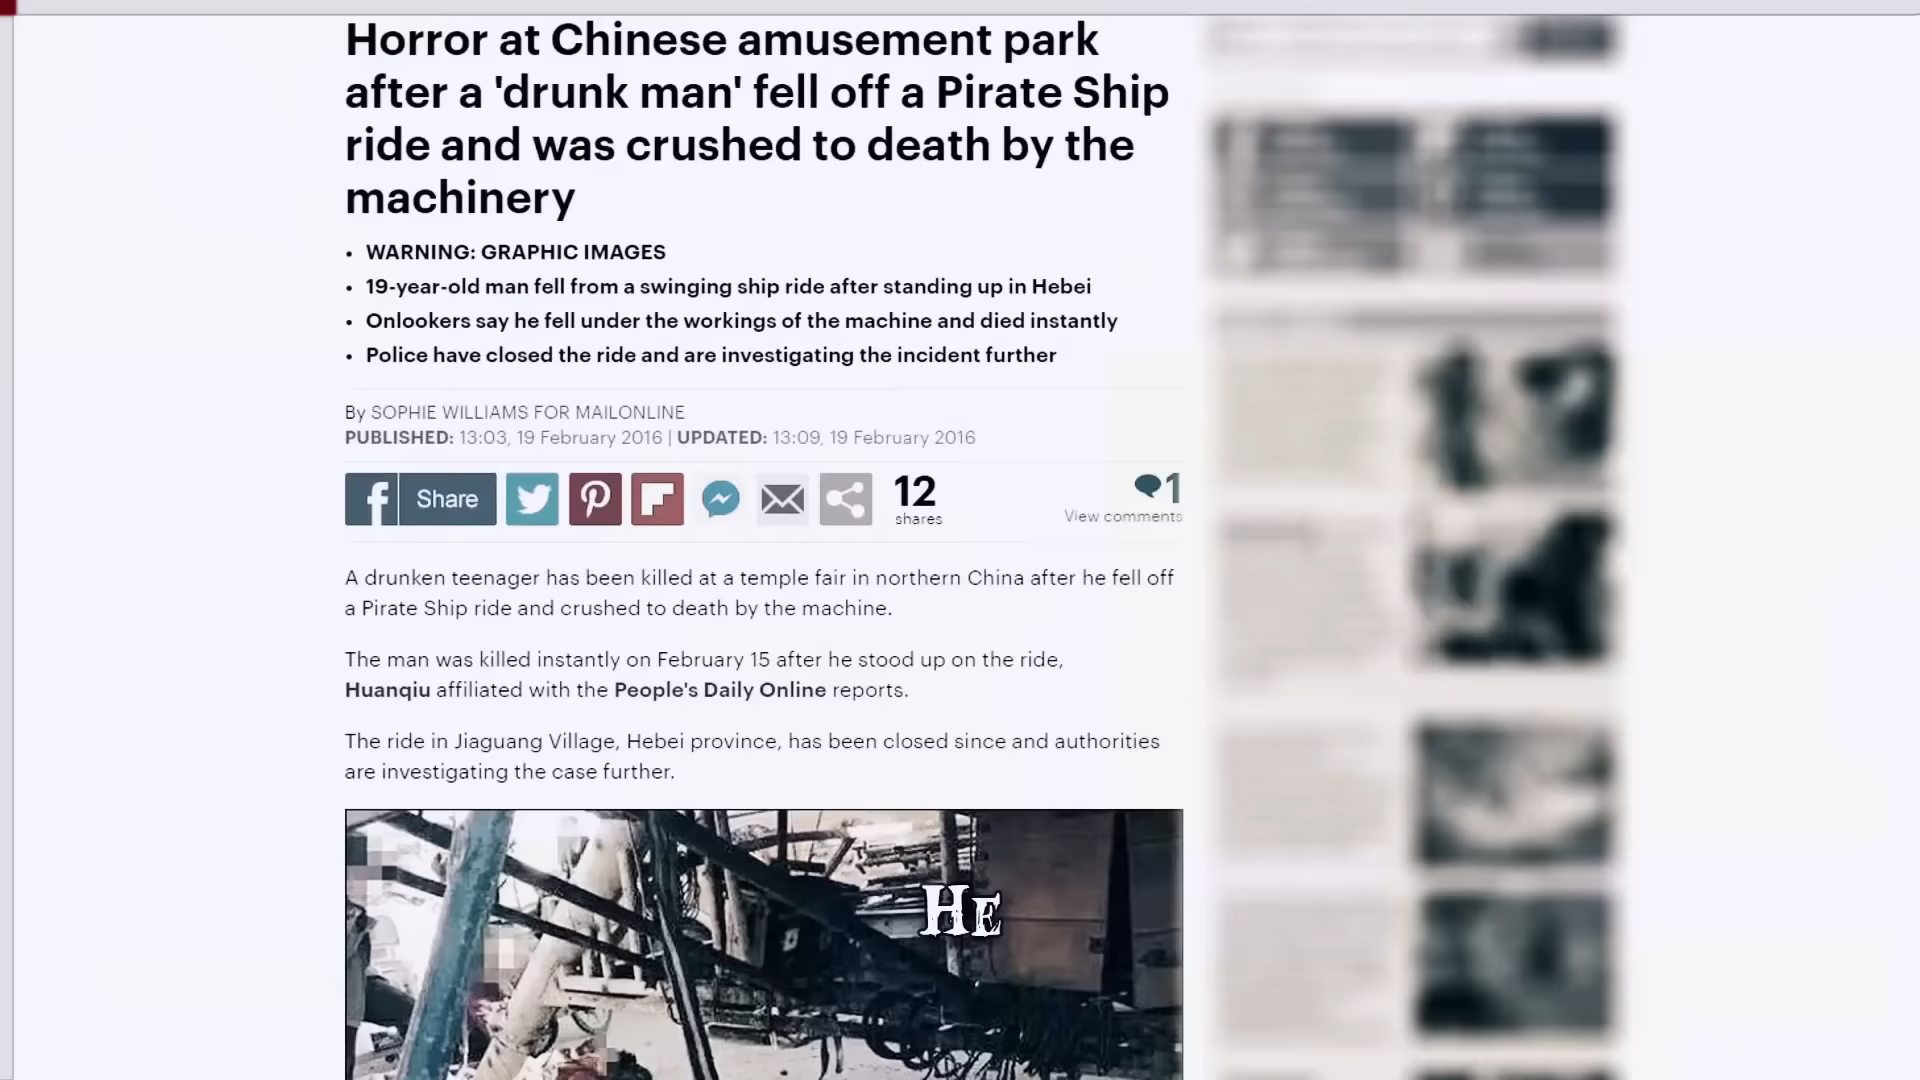 Horror at Chinese amusement park
after a 'drunk man' fell off a Pirate Ship
ride and was crushed to death by the
machinery
• WARNING: GRAPHIC IMAGES
• 19-year-old man fell from a swinging ship ride after standing up in Hebei
• Onlookers say he fell under the workings of the machine and died instantly
• Police have closed the ride and are investigating the incident further
By SOPHIE WILLIAMS FOR MAILONLINE
PUBLISHED: 13:03, 19 February 2016 | UPDATED: 13:09, 19 February 2016
Share
12
shares
1
View comments
A drunken teenager has been killed at a temple fair in northern China after he fell off
a Pirate Ship ride and crushed to death by the machine.
The man was killed instantly on February 15 after he stood up on the ride,
Huanqiu affiliated with the People's Daily Online reports.
The ride in Jiaguang Village, Hebei province, has been closed since and authorities
are investigating the case further.
HE